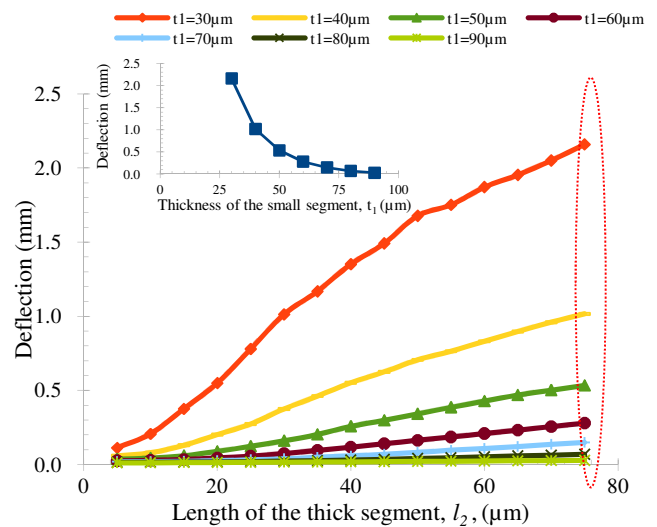 t1=30µm t1=40µm t1=50µm t1=60µm
t1=70µm t1=80µm t1=90µm
Deflection (mm)
2.5
2.0
1.5
1.0
0.5
0.0
0 25 50 75 100
Thickness of the small segment, t1 (µm)
Deflection (mm)
2.5
2.0
1.5
1.0
0.5
0.0
0 20 40 60 80
Length of the thick segment, l2 , (µm)